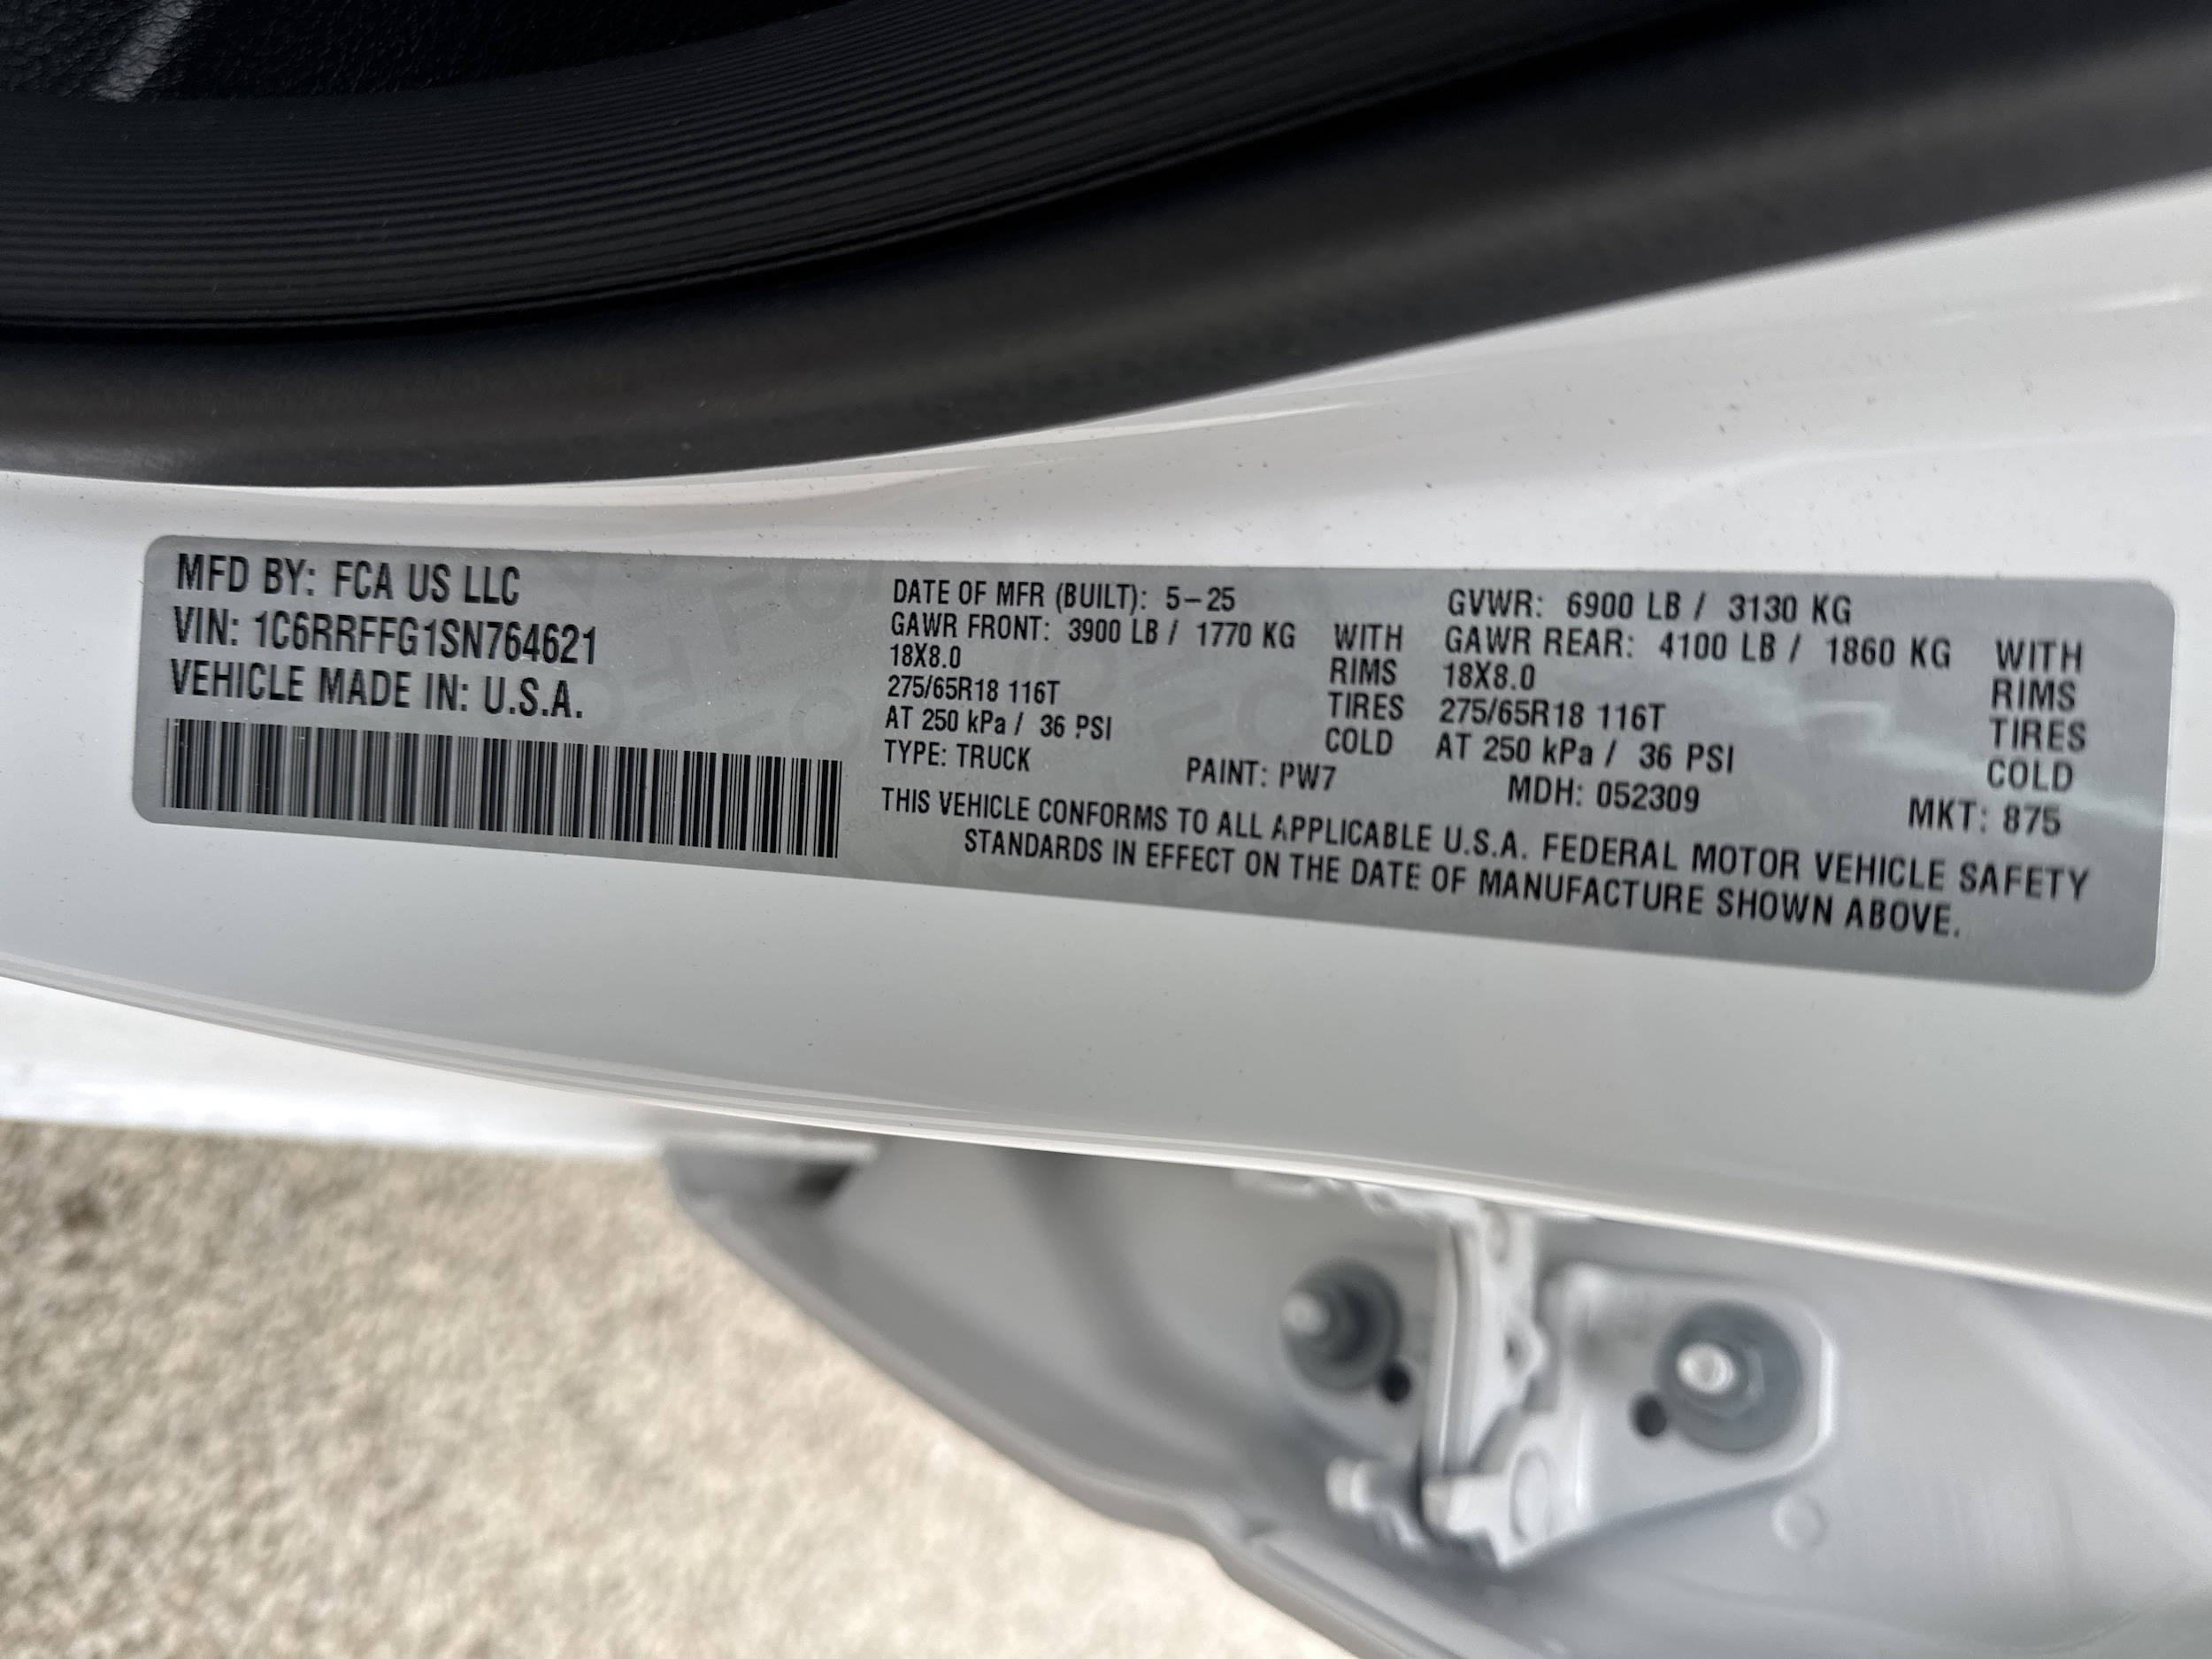 MFD BY: FCA US LLC
VIN: 1C6RRFFG1SN764621
VEHICLE MADE IN: U.S.A.
DATE OF MFR (BUILT): 5-25 GVWR: 6900 LB / 3130 KG
GAWR FRONT: 3900 LB / 1770 KG WITH GAWR REAR: 4100 LB / 1860 KG WITH
18X8.0 RIMS 18X8.0 RIMS
275/65R18 116T TIRES 275/65R18 116T TIRES
AT 250 kPa / 36 PSI COLD AT 250 kPa / 36 PSI COLD
TYPE: TRUCK PAINT: PW7 MDH: 052309 MKT: 875
THIS VEHICLE CONFORMS TO ALL APPLICABLE U.S.A. FEDERAL MOTOR VEHICLE SAFETY
STANDARDS IN EFFECT ON THE DATE OF MANUFACTURE SHOWN ABOVE.